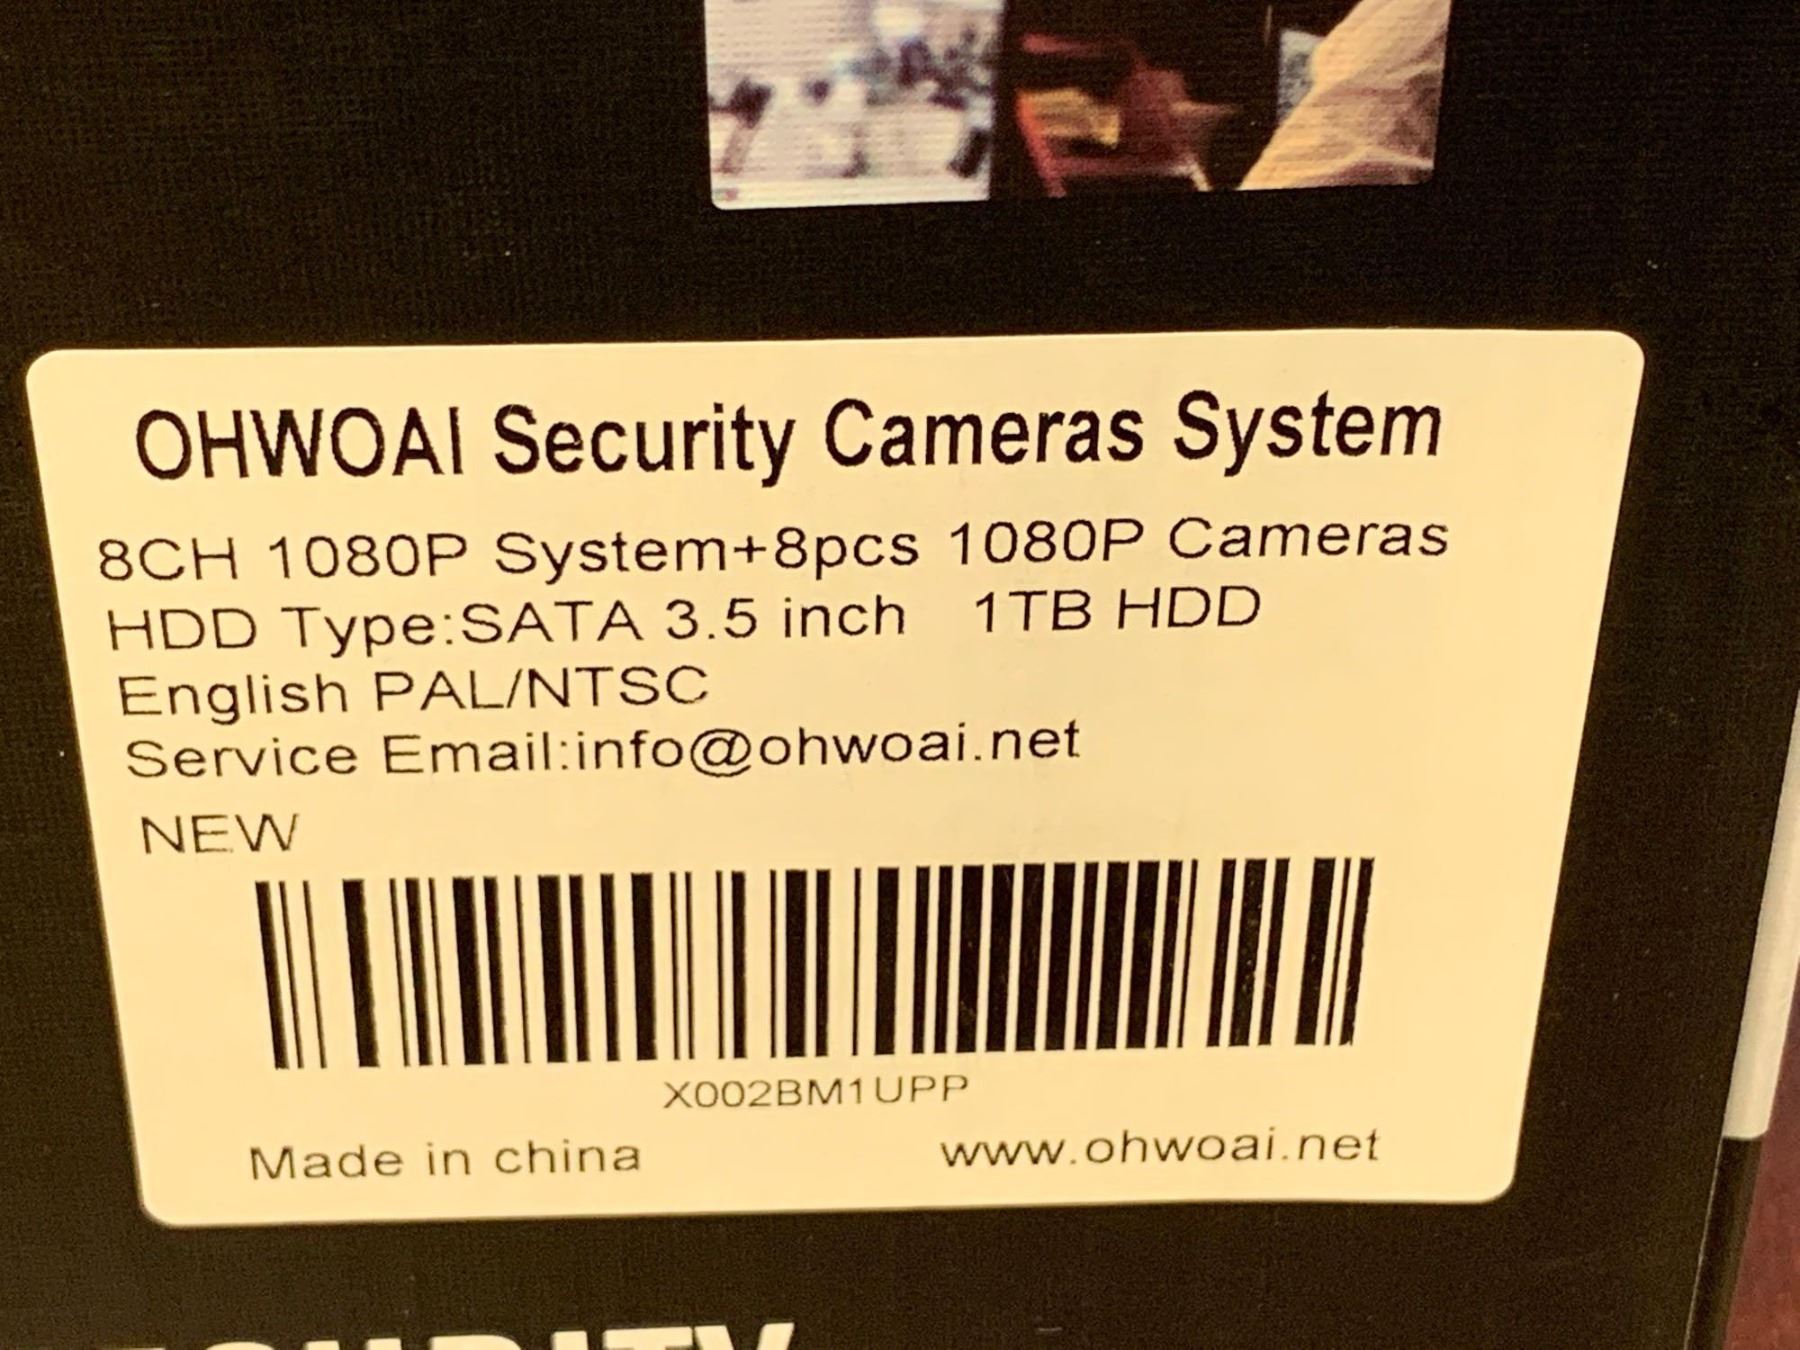 OHWOAI Security Cameras System
8CH 1080P System+8pcs 1080P Cameras
HDD Type:SATA 3.5 inch 1TB HDD
English PAL/NTSC
Service Email:info@ohwoai.net
NEW
X002BM1UPP
Made in china www.ohwoai.net